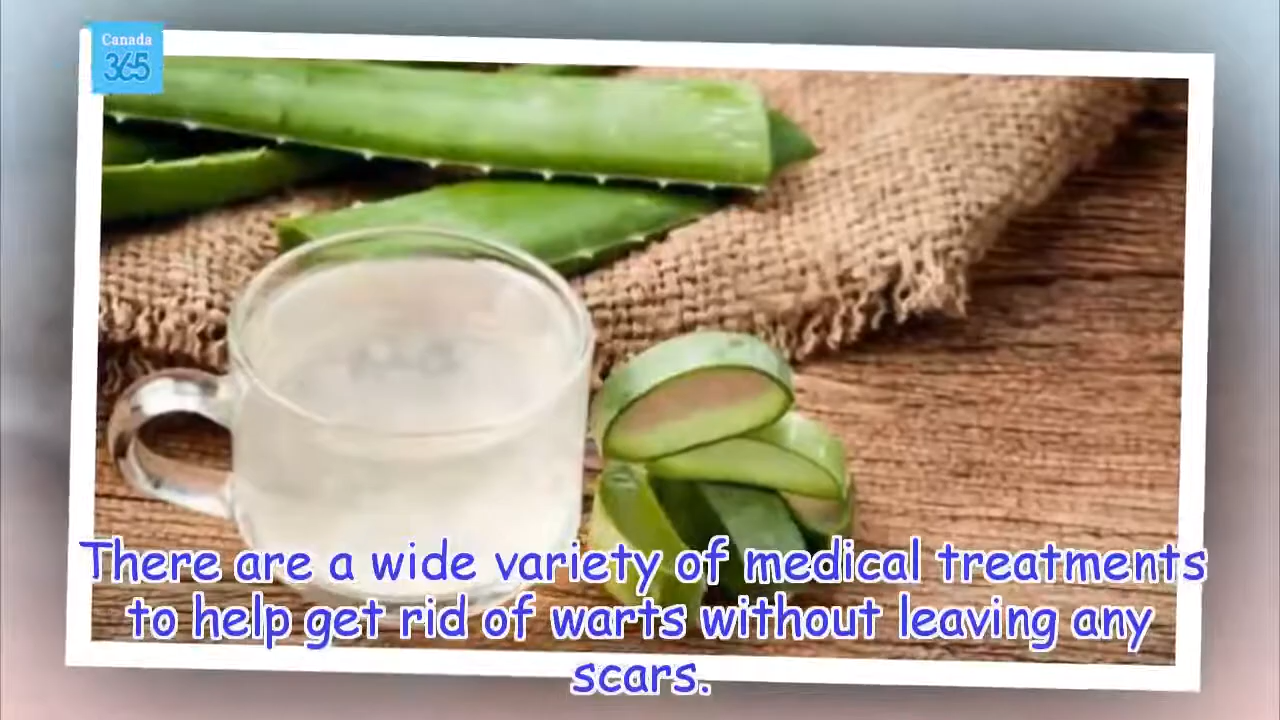 Canada
365
There are a wide variety of medical treatments
to help get rid of warts without leaving any
scars.